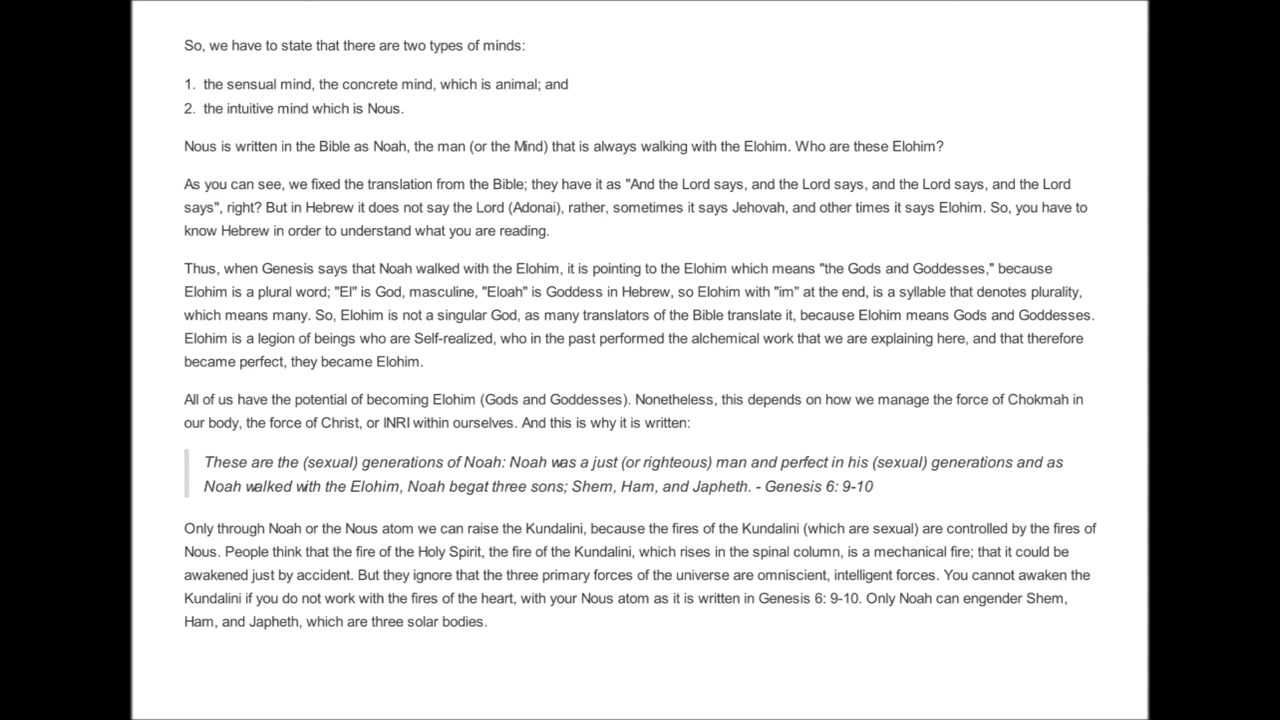 So, we have to state that there are two types of minds:
1. the sensual mind, the concrete mind, which is animal; and
2. the intuitive mind which is Nous.
Nous is written in the Bible as Noah, the man (or the Mind) that is always walking with the Elohim. Who are these Elohim?
As you can see, we fixed the translation from the Bible; they have it as "And the Lord says, and the Lord says, and the Lord says, and the Lord
says", right? But in Hebrew it does not say the Lord (Adonai), rather, sometimes it says Jehovah, and other times it says Elohim. So, you have to
know Hebrew in order to understand what you are reading.
Thus, when Genesis says that Noah walked with the Elohim, it is pointing to the Elohim which means "the Gods and Goddesses," because
Elohim is a plural word; "El" is God, masculine, "Eloah" is Goddess in Hebrew, so Elohim with "im" at the end, is a syllable that denotes plurality,
which means many. So, Elohim is not a singular God, as many translators of the Bible translate it, because Elohim means Gods and Goddesses.
Elohim is a legion of beings who are Self-realized, who in the past performed the alchemical work that we are explaining here, and that therefore
became perfect, they became Elohim.
All of us have the potential of becoming Elohim (Gods and Goddesses). Nonetheless, this depends on how we manage the force of Chokmah in
our body, the force of Christ, or INRI within ourselves. And this is why it is written:
These are the (sexual) generations of Noah: Noah was a just (or righteous) man and perfect in his (sexual) generations and as
Noah walked with the Elohim, Noah begat three sons; Shem, Ham, and Japheth. - Genesis 6: 9-10
Only through Noah or the Nous atom we can raise the Kundalini, because the fires of the Kundalini (which are sexual) are controlled by the fires of
Nous. People think that the fire of the Holy Spirit, the fire of the Kundalini, which rises in the spinal column, is a mechanical fire; that it could be
awakened just by accident. But they ignore that the three primary forces of the universe are omniscient, intelligent forces. You cannot awaken the
Kundalini if you do not work with the fires of the heart, with your Nous atom as it is written in Genesis 6: 9-10. Only Noah can engender Shem,
Ham, and Japheth, which are three solar bodies.